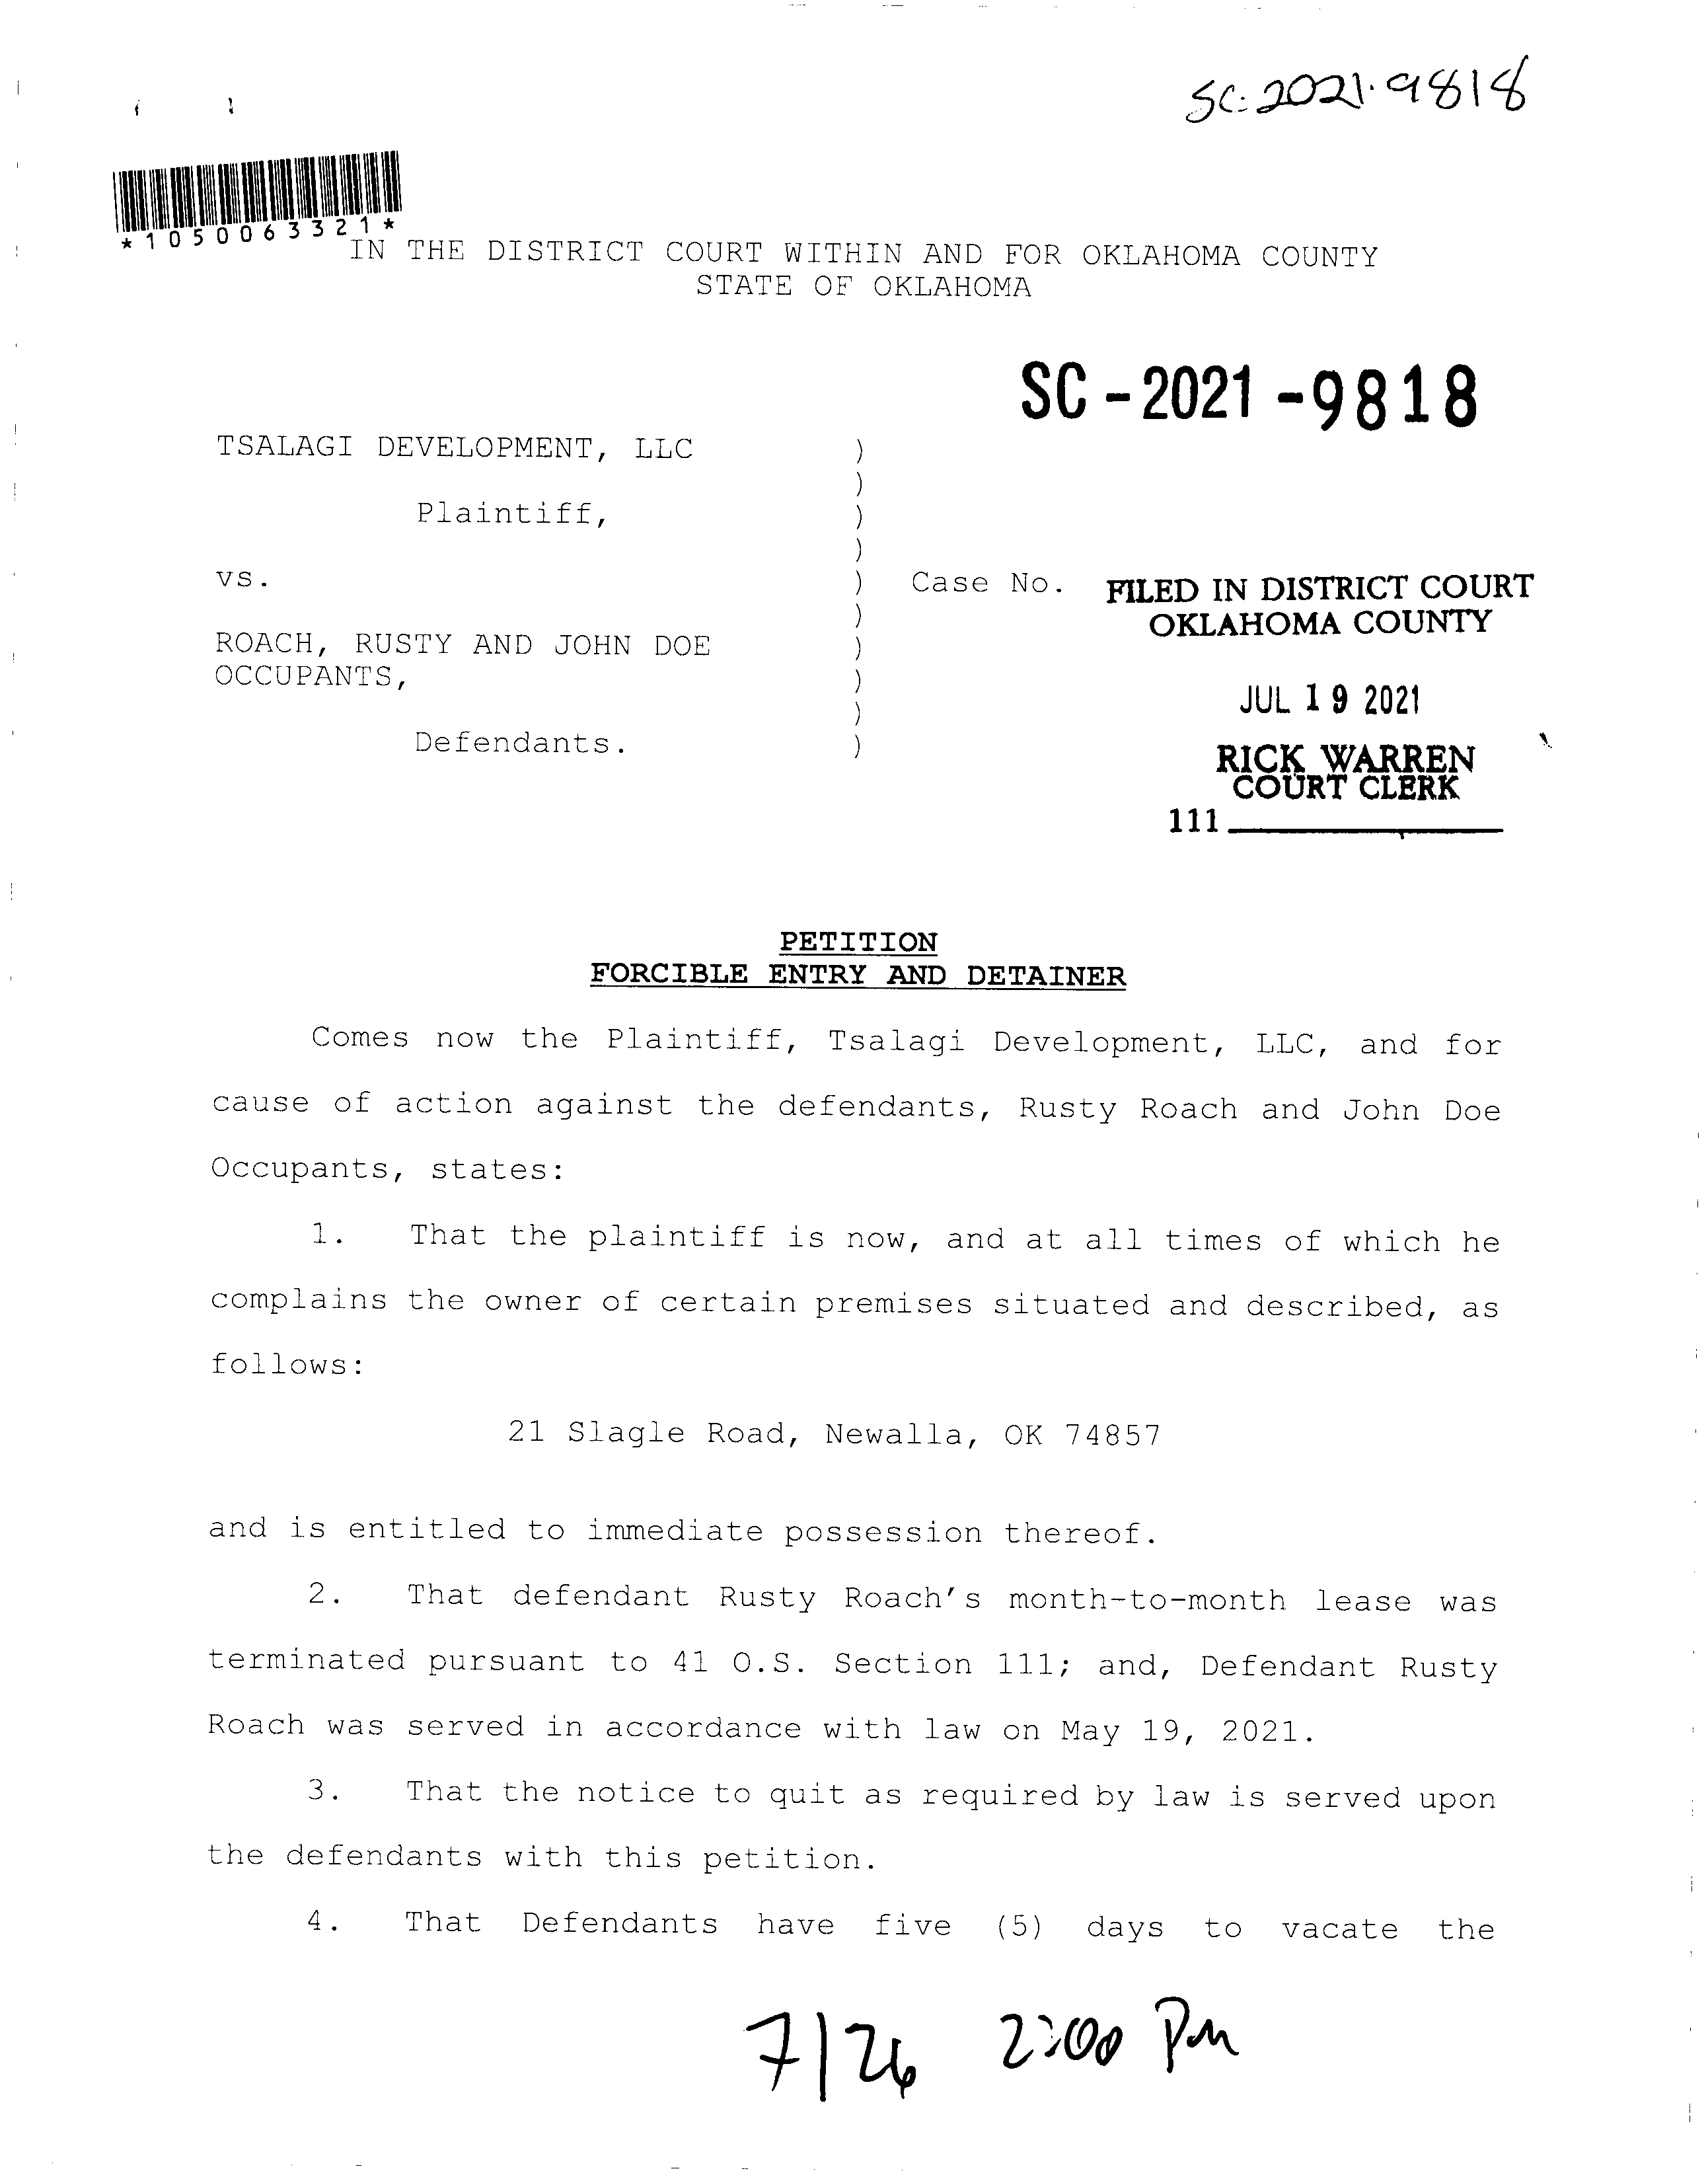 SC-2021-9818
*1050063321*
IN THE DISTRICT COURT WITHIN AND FOR OKLAHOMA COUNTY
STATE OF OKLAHOMA
SC-2021-9818
TSALAGI DEVELOPMENT, LLC )
)
Plaintiff, )
)
vs. ) Case No. FILED IN DISTRICT COURT
) OKLAHOMA COUNTY
ROACH, RUSTY AND JOHN DOE )
OCCUPANTS, )
JUL 19 2021
)
Defendants. )
RICK WARREN
COURT CLERK
111
PETITION
FORCIBLE ENTRY AND DETAINER
Comes now the Plaintiff, Tsalagi Development, LLC, and for
cause of action against the defendants, Rusty Roach and John Doe
Occupants, states:
1. That the plaintiff is now, and at all times of which he
complains the owner of certain premises situated and described, as
follows:
21 Slagle Road, Newalla, OK 74857
and is entitled to immediate possession thereof.
2. That defendant Rusty Roach's month-to-month lease was
terminated pursuant to 41 O.S. Section 111; and, Defendant Rusty
Roach was served in accordance with law on May 19, 2021.
3. That the notice to quit as required by law is served upon
the defendants with this petition.
4. That Defendants have five (5) days to vacate the
7/26 2:00 PM